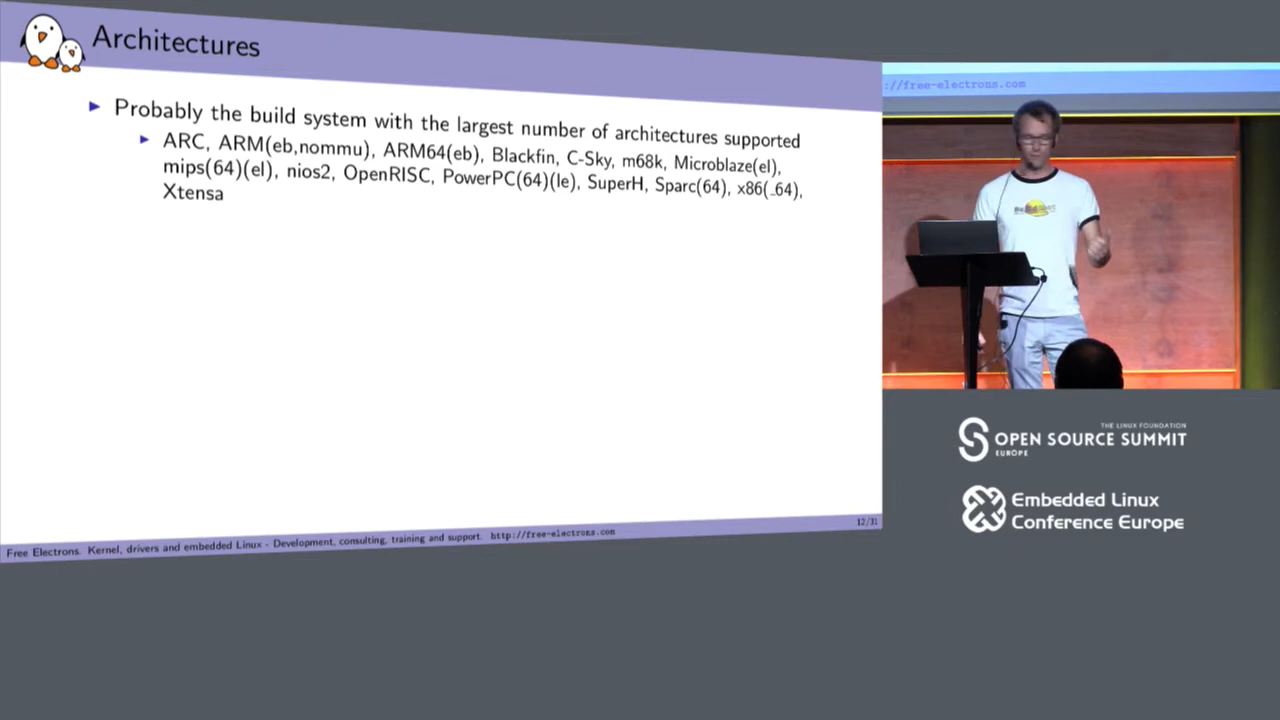 Architectures
Probably the build system with the largest number of architectures supported
ARC, ARM(eb,nommu), ARM64(eb), Blackfin, C-Sky, m68k, Microblaze(el),
mips(64)(el), nios2, OpenRISC, PowerPC(64)(le), SuperH, Sparc(64), x86(_64),
Xtensa
Free Electrons. Kernel, drivers and embedded Linux - Development, consulting, training and support. http://free-electrons.com
12/31
://free-electrons.com
THE LINUX FOUNDATION
OPEN SOURCE SUMMIT
EUROPE
Embedded Linux
Conference Europe